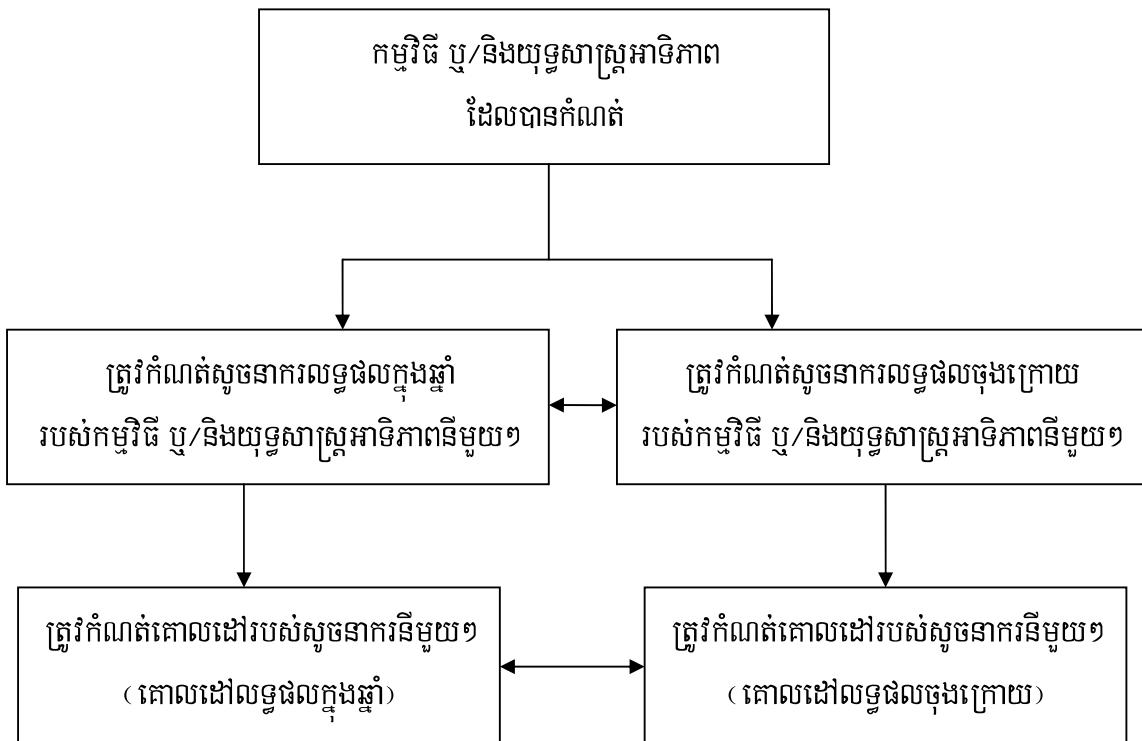 កម្មវិធី ឬ/និងយុទ្ធសាស្ត្រអាទិភាព
ដែលបានកំណត់
ត្រូវកំណត់សូចនាករលទ្ធផលក្នុងឆ្នាំ
របស់កម្មវិធី ឬ/និងយុទ្ធសាស្ត្រអាទិភាពនីមួយៗ
ត្រូវកំណត់សូចនាករលទ្ធផលចុងក្រោយ
របស់កម្មវិធី ឬ/និងយុទ្ធសាស្ត្រអាទិភាពនីមួយៗ
ត្រូវកំណត់គោលដៅរបស់សូចនាករនីមួយៗ
(គោលដៅលទ្ធផលក្នុងឆ្នាំ)
ត្រូវកំណត់គោលដៅរបស់សូចនាករនីមួយៗ
(គោលដៅលទ្ធផលចុងក្រោយ)